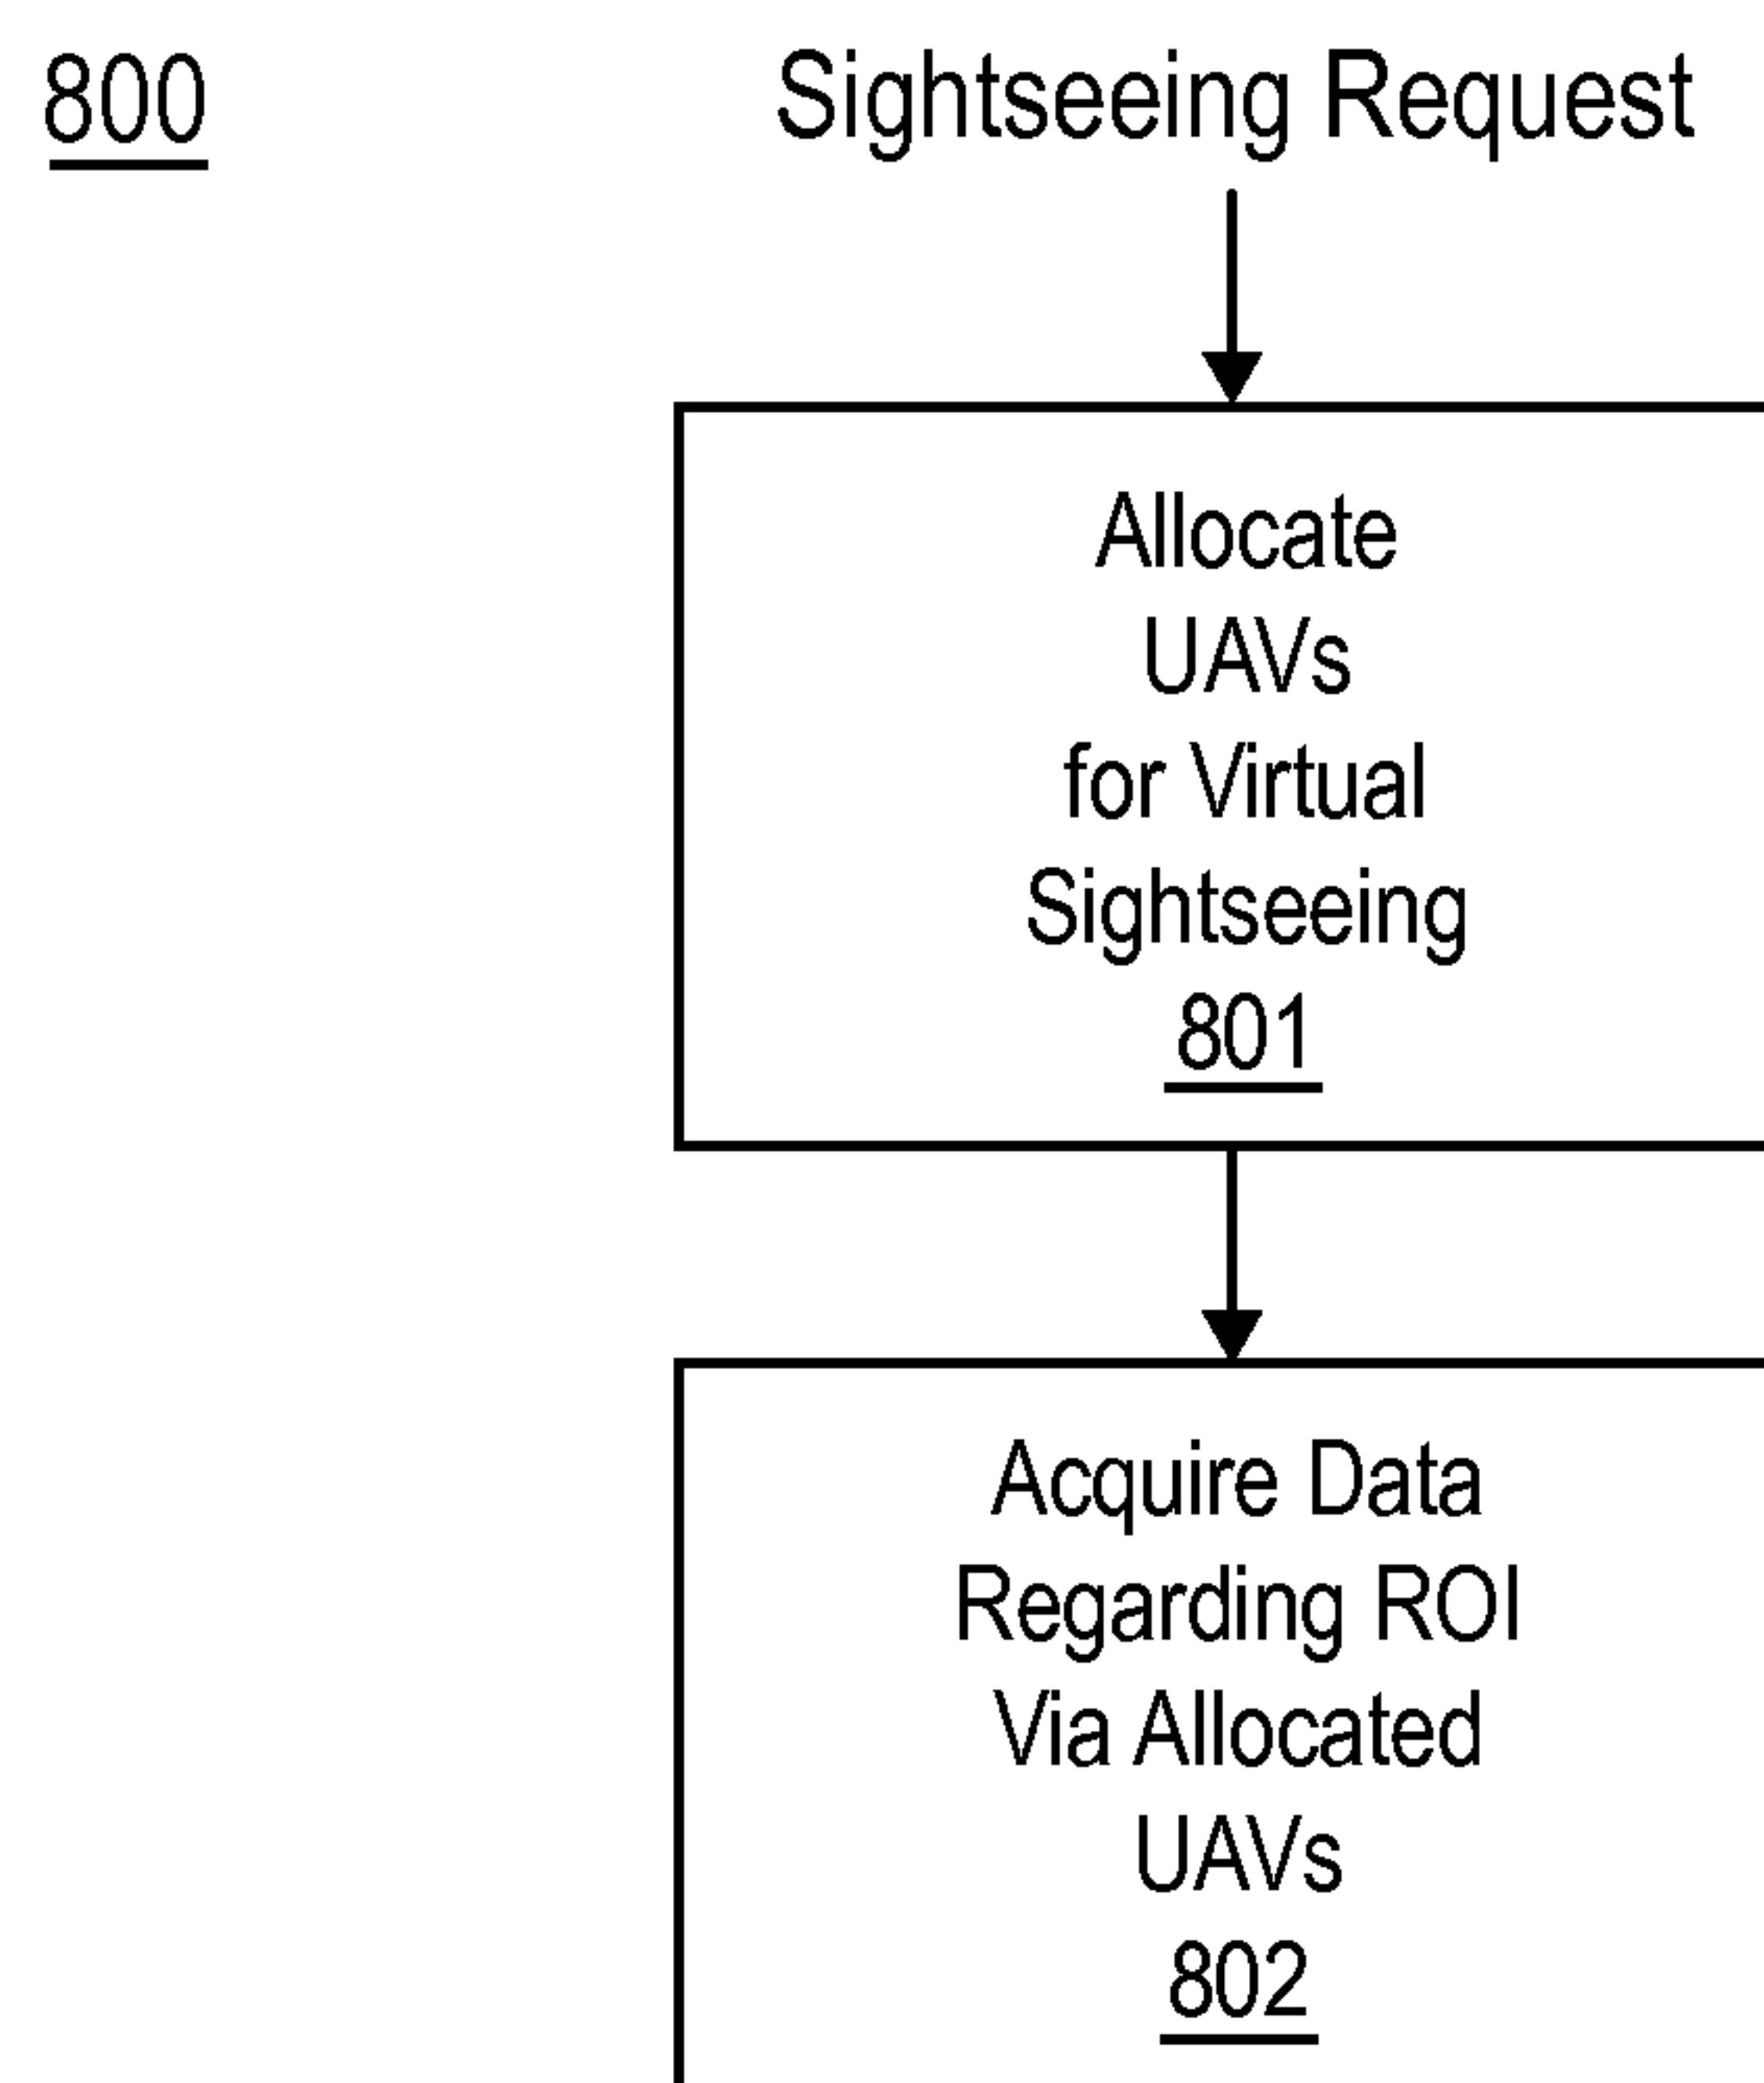 800
Sightseeing Request
Allocate
UAVs
for Virtual
Sightseeing
801
Acquire Data
Regarding ROI
Via Allocated
UAVs
802